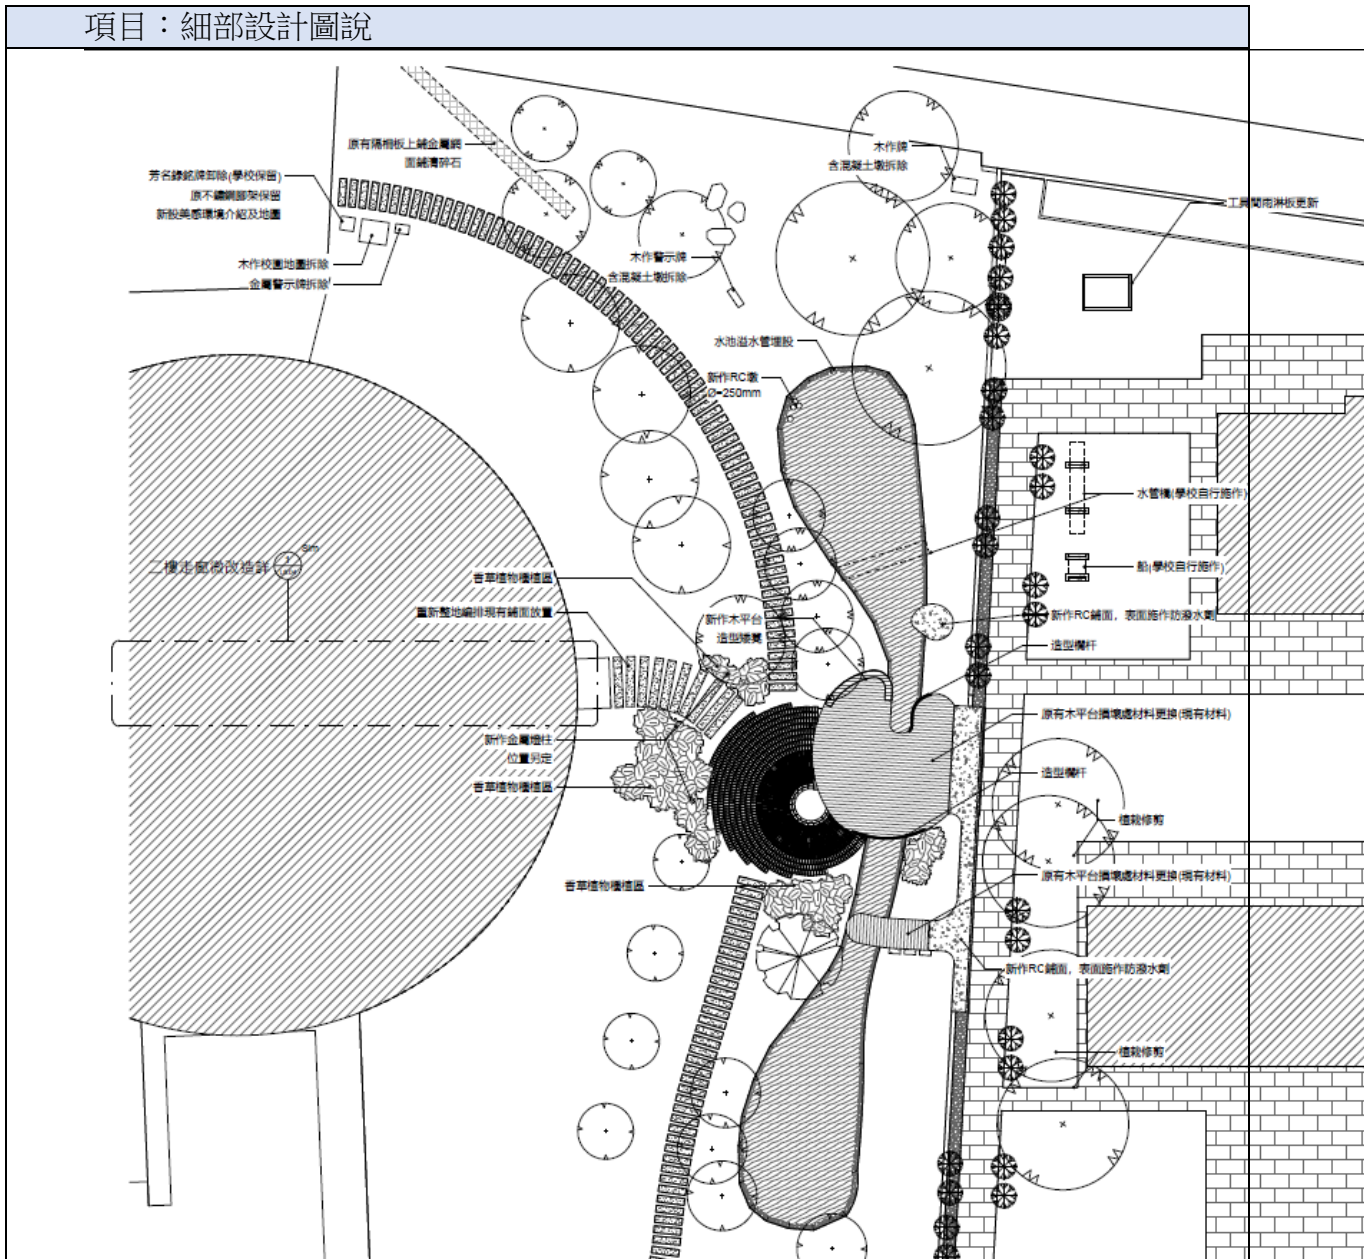 項目：細部設計圖說
原有隔柵板上鋪金屬網
面鋪清碎石
芳名錄銘牌卸除(學校保留)
原不鏽鋼腳架保留
新設美感環境介紹及地圖
木作校園地圖拆除
金屬警示牌拆除
木作牌
含混凝土墩拆除
工具間雨淋板更新
木作警示牌
含混凝土墩拆除
水池溢水管埋設
新作RC墩
Ø=250mm
水管橋(學校自行施作)
船(學校自行施作)
二樓走廊微改造詳
香草植物種植區
重新整地編排現有鋪面放置
新作木平台
造型矮凳
新作RC鋪面，表面施作防潑水劑
造型欄杆
原有木平台損壞處材料更換(現有材料)
新作金屬燈柱
位置另定
香草植物種植區
造型欄杆
植栽修剪
香草植物種植區
原有木平台損壞處材料更換(現有材料)
新作RC鋪面，表面施作防潑水劑
植栽修剪